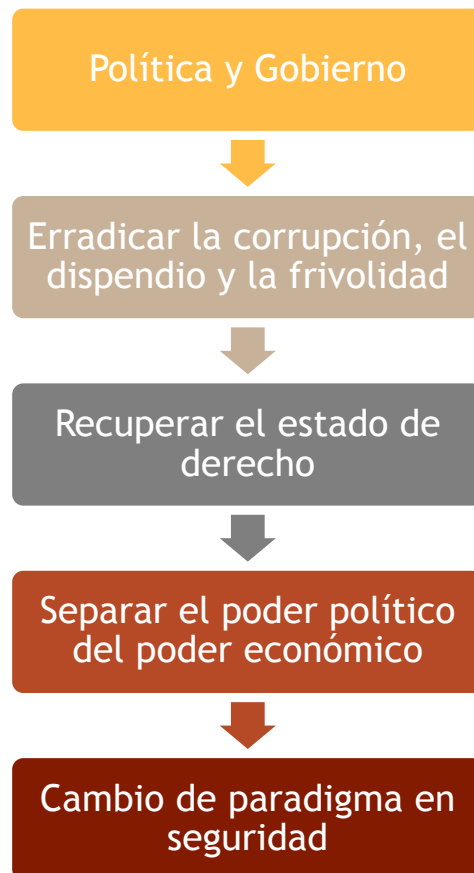 Política y Gobierno
Erradicar la corrupción, el
dispendio y la frivolidad
Recuperar el estado de
derecho
Separar el poder político
del poder económico
Cambio de paradigma en
seguridad